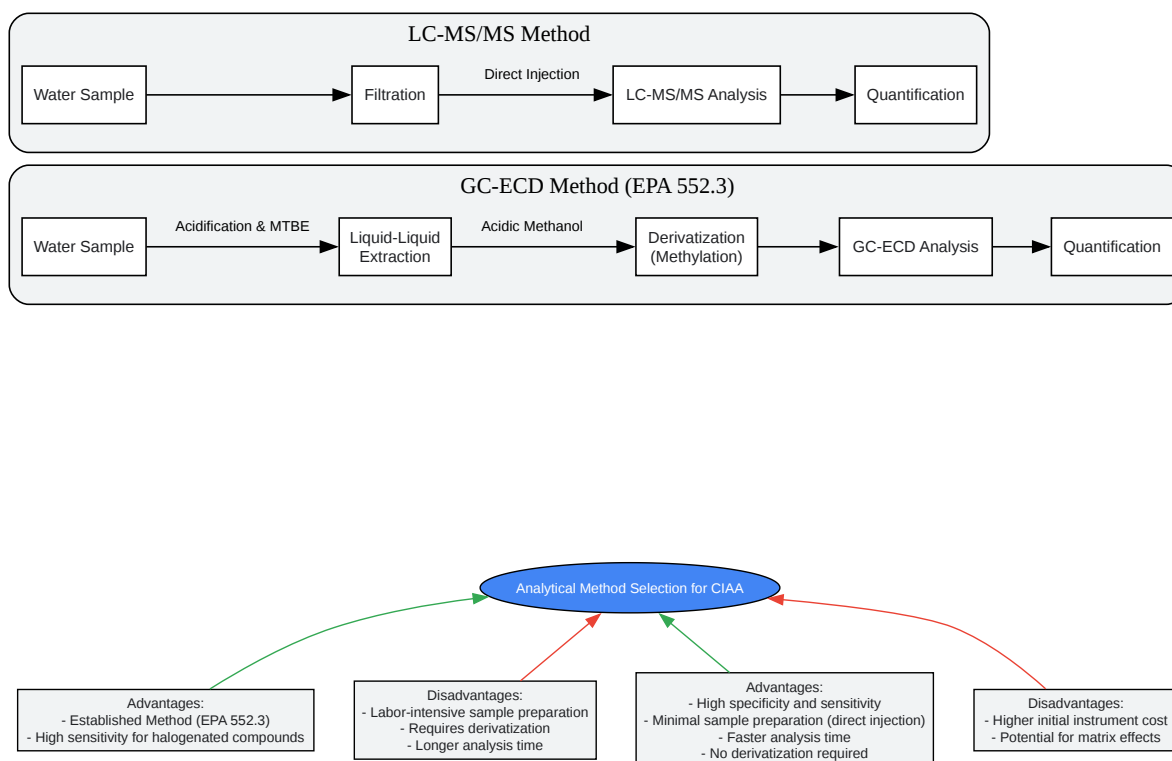 LC-MS/MS Method
Direct Injection
Water Sample
Filtration
LC-MS/MS Analysis
Quantification
GC-ECD Method (EPA 552.3)
Acidification & MTBE
Acidic Methanol
Water Sample
Liquid-Liquid
Extraction
Derivatization
(Methylation)
GC-ECD Analysis
Quantification
Analytical Method Selection for CIAA
Advantages:
- Established Method (EPA 552.3)
- High sensitivity for halogenated compounds
Disadvantages:
- Labor-intensive sample preparation
- Requires derivatization
- Longer analysis time
Advantages:
- High specificity and sensitivity
- Minimal sample preparation (direct injection)
- Faster analysis time
- No derivatization required
Disadvantages:
- Higher initial instrument cost
- Potential for matrix effects